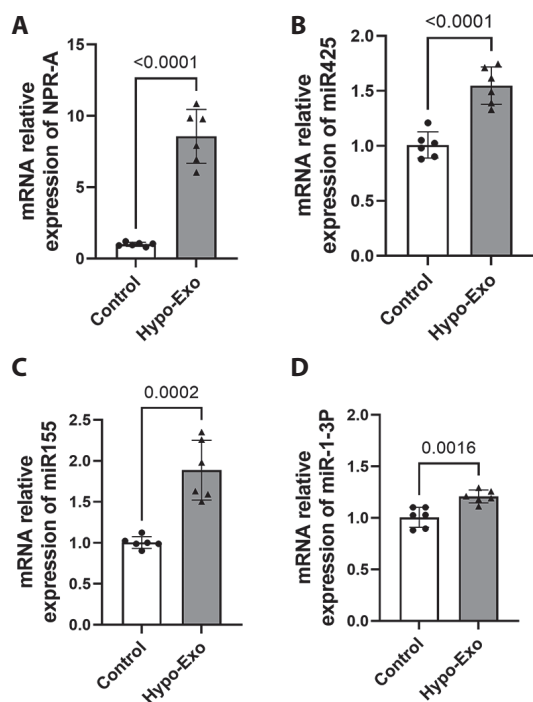 A
mRNA relative
expression of NPR-A
15
10
5
0
<0.0001
Control
Hypo-Exo
B
mRNA relative
expression of miR425
2.0
1.5
1.0
0.5
0.0
<0.0001
Control
Hypo-Exo
C
mRNA relative
expression of miR155
2.5
2.0
1.5
1.0
0.5
0.0
0.0002
Control
Hypo-Exo
D
mRNA relative
expression of miR-1-3P
2.0
1.5
1.0
0.5
0.0
0.0016
Control
Hypo-Exo